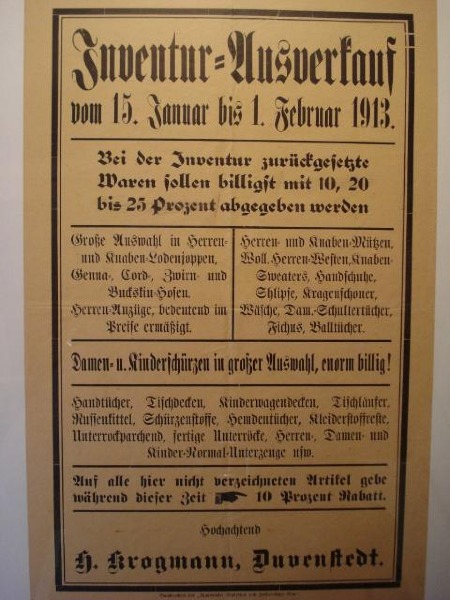 Inventur-Ausverkauf
vom 15. Januar bis 1. Februar 1913.
Bei der Inventur zurückgesetzte
Waren sollen billigst mit 10, 20
bis 25 Prozent abgegeben werden
Große Auswahl in Herren-
und Knaben-Lodenjoppen,
Genua-, Cord-, Zwirn- und
Buckskin-Hosen.
Herren-Anzüge, bedeutend im
Preise ermäßigt.
Herren- und Knaben-Mützen,
Woll. Herren-Westen, Knaben-
Sweaters, Handschuhe,
Shlipse, Kragenschoner,
Wäsche, Dam.-Schultertücher,
Fichus, Balltücher.
Damen- u. Kinderschürzen in großer Auswahl, enorm billig!
Handtücher, Tischdecken, Kinderwagendecken, Tischläufer,
Russenkittel, Schürzenstoffe, Hemdentücher, Kleiderstoffreste,
Unterrockparchend, fertige Unterröcke, Herren-, Damen- und
Kinder-Normal-Unterzeuge usw.
Auf alle hier nicht verzeichneten Artikel gebe
während dieser Zeit 10 Prozent Rabatt.
Hochachtend
H. Krogmann, Duvenstedt.